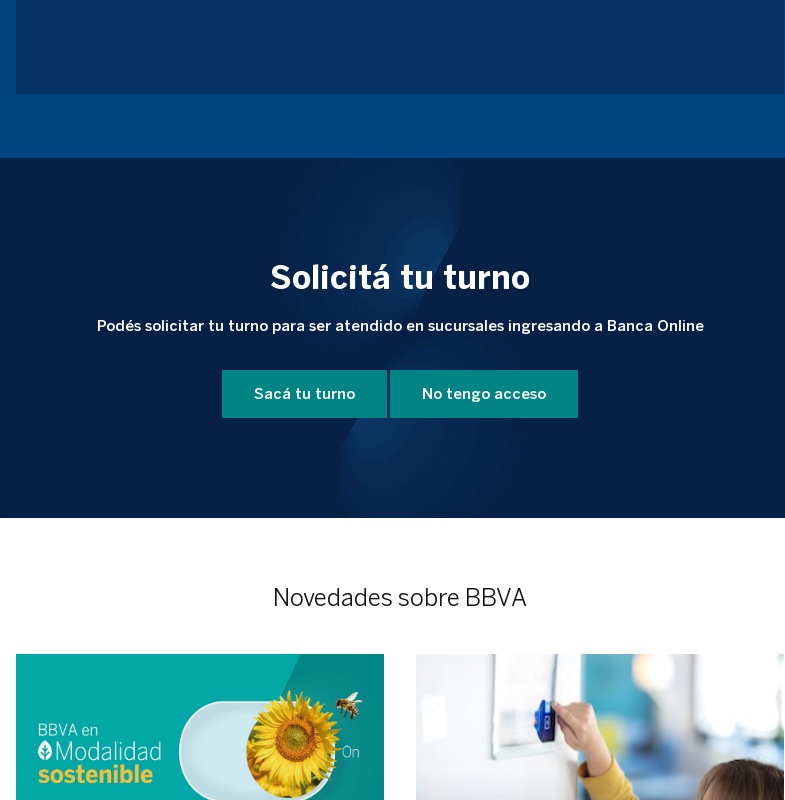 Solicitá tu turno
Podés solicitar tu turno para ser atendido en sucursales ingresando a Banca Online
Sacá tu turno
No tengo acceso
Novedades sobre BBVA
BBVA en
Modalidad
sostenible
On